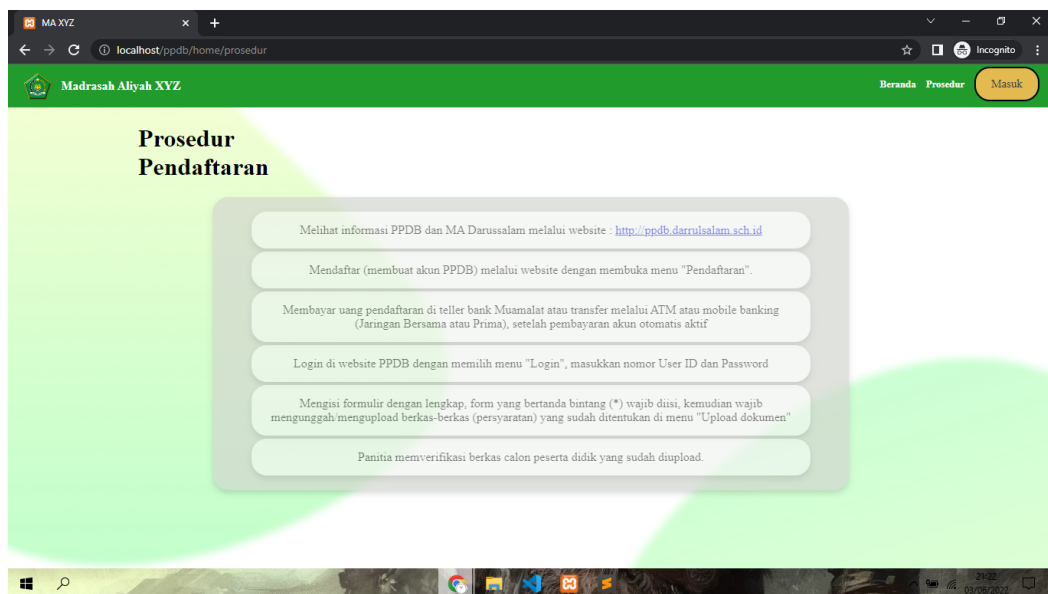 MA XYZ
localhost/ppdb/home/prosedur
Incognito
Madrasah Aliyah XYZ
Beranda Prosedur Masuk
Prosedur
Pendaftaran
Melihat informasi PPDB dan MA Darussalam melalui website : http://ppdb.darrulsalam.sch.id
Mendaftar (membuat akun PPDB) melalui website dengan membuka menu "Pendaftaran".
Membayar uang pendaftaran di teller bank Muamalat atau transfer melalui ATM atau mobile banking
(Jaringan Bersama atau Prima), setelah pembayaran akun otomatis aktif
Login di website PPDB dengan memilih menu "Login", masukkan nomor User ID dan Password
Mengisi formulir dengan lengkap, form yang bertanda bintang (*) wajib diisi, kemudian wajib
mengunggah/mengupload berkas-berkas (persyaratan) yang sudah ditentukan di menu "Upload dokumen"
Panitia memverifikasi berkas calon peserta didik yang sudah diupload.
21:22
03/06/2022